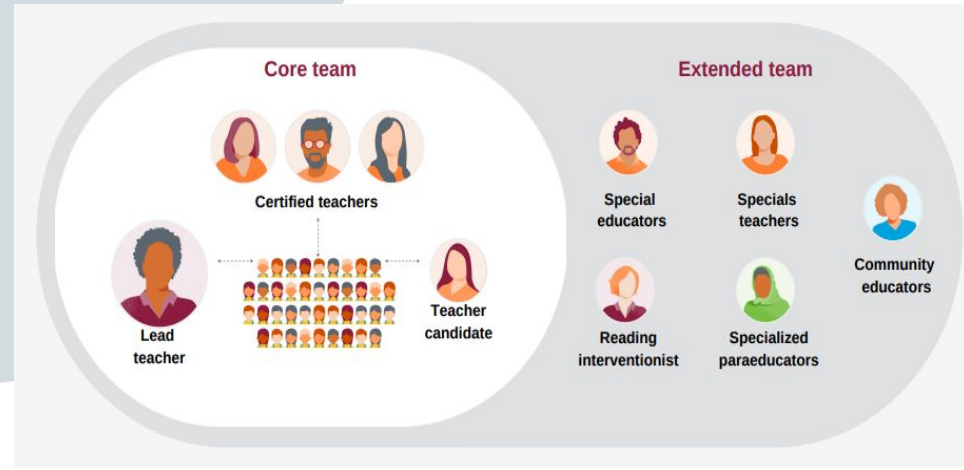 Core team
Certified teachers
Lead
teacher
Teacher
candidate
Extended team
Special
educators
Specials
teachers
Community
educators
Reading
interventionist
Specialized
paraeducators